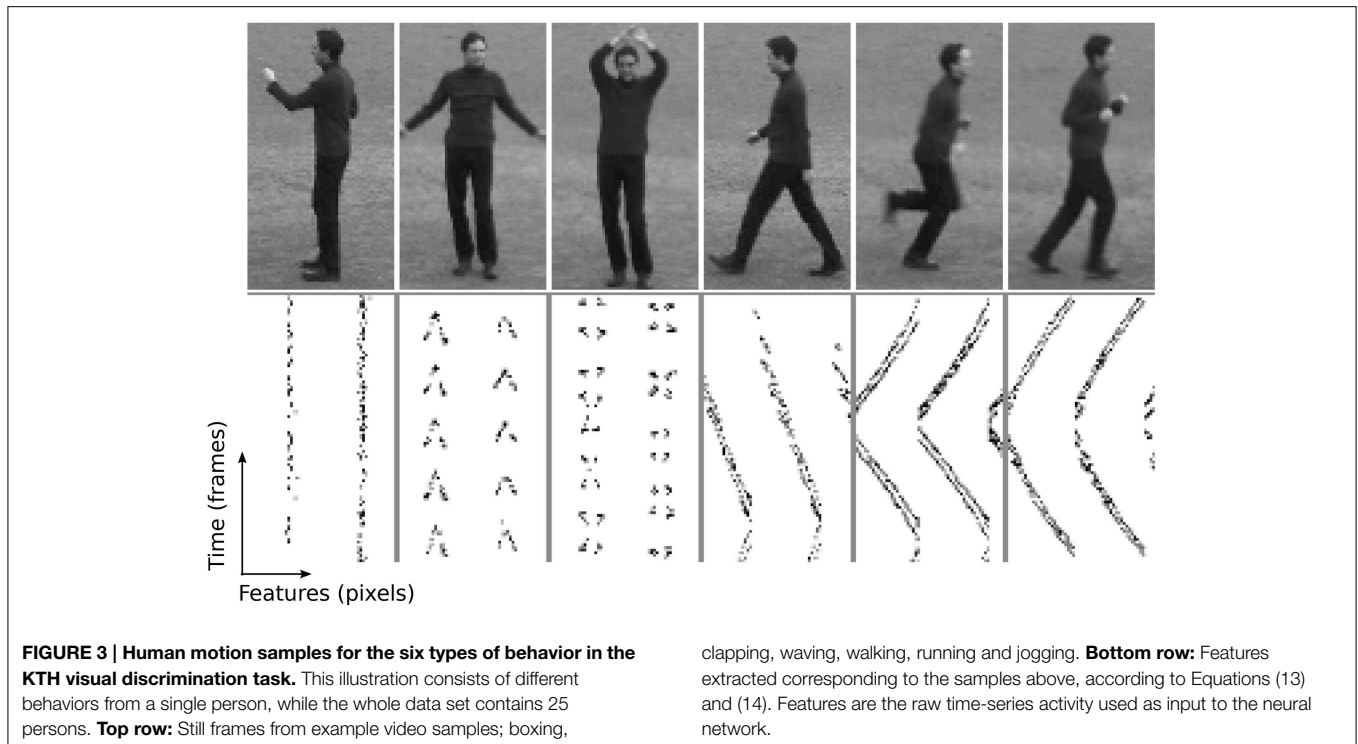 Time (frames)
Features (pixels)
FIGURE 3 | Human motion samples for the six types of behavior in the
KTH visual discrimination task. This illustration consists of different
behaviors from a single person, while the whole data set contains 25
persons. Top row: Still frames from example video samples; boxing,
clapping, waving, walking, running and jogging. Bottom row: Features
extracted corresponding to the samples above, according to Equations (13)
and (14). Features are the raw time-series activity used as input to the neural
network.